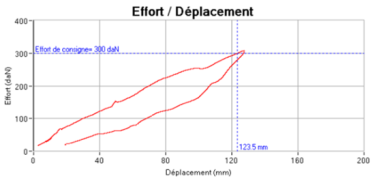 Effort / Déplacement
400
300
200
100
0
Effort (daN)
Effort de consigne= 300 daN
123.5 mm
0
40
80
120
160
200
Déplacement (mm)